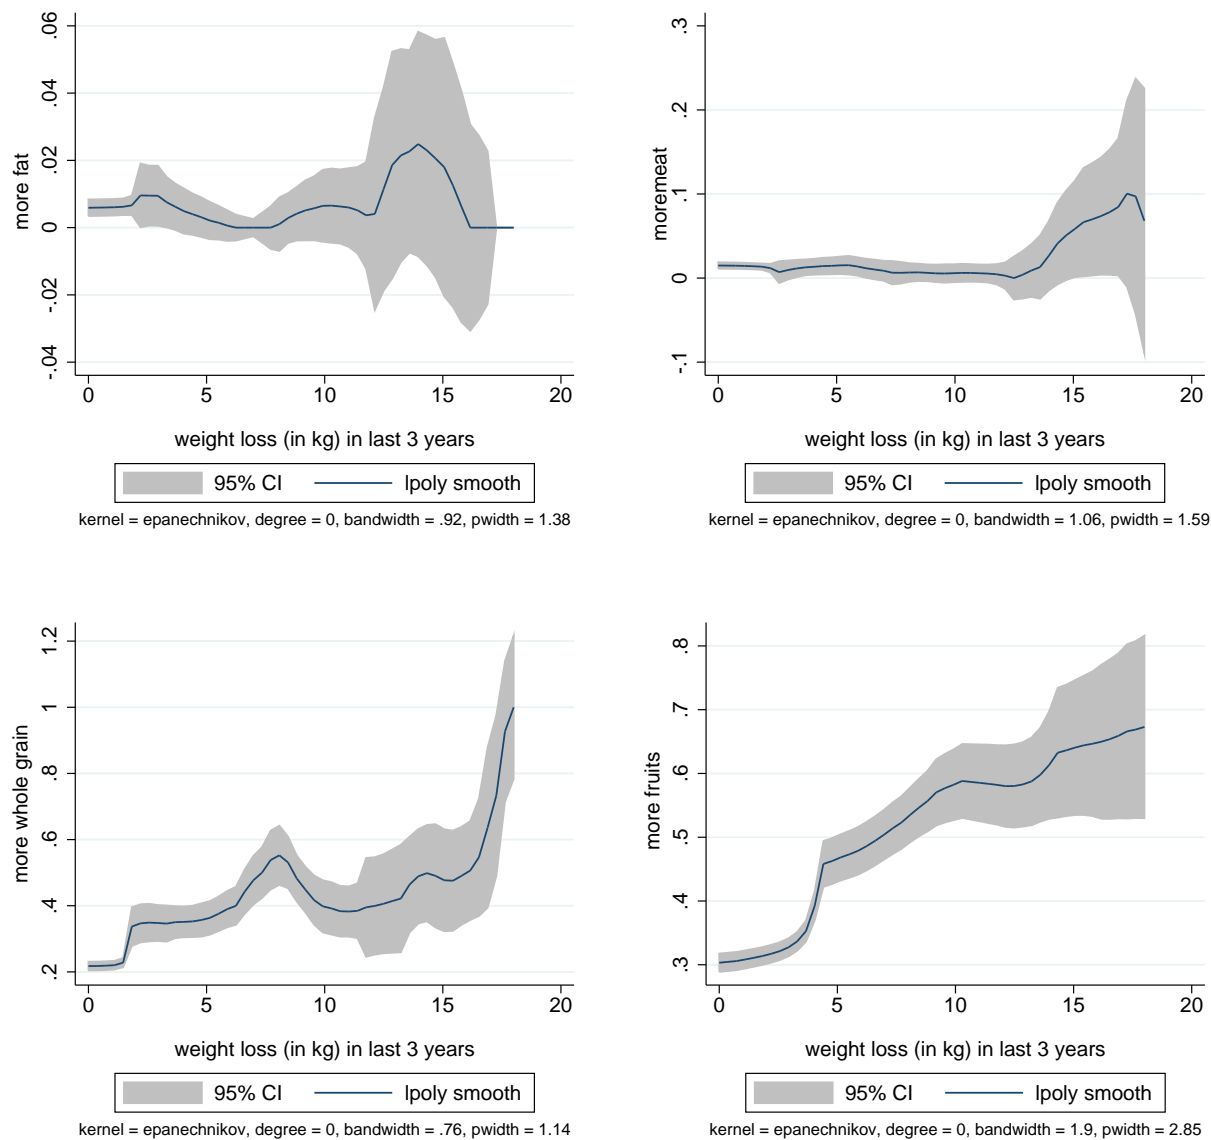 .06
.04
.02
0
-.02
-.04
more fat
0 5 10 15 20
weight loss (in kg) in last 3 years
95% CI lpoly smooth
kernel = epanechnikov, degree = 0, bandwidth = .92, pwidth = 1.38
.3
.2
.1
0
-.1
moremeat
0 5 10 15 20
weight loss (in kg) in last 3 years
95% CI lpoly smooth
kernel = epanechnikov, degree = 0, bandwidth = 1.06, pwidth = 1.59
1.2
1
.8
.6
.4
.2
more whole grain
0 5 10 15 20
weight loss (in kg) in last 3 years
95% CI lpoly smooth
kernel = epanechnikov, degree = 0, bandwidth = .76, pwidth = 1.14
.8
.7
.6
.5
.4
.3
more fruits
0 5 10 15 20
weight loss (in kg) in last 3 years
95% CI lpoly smooth
kernel = epanechnikov, degree = 0, bandwidth = 1.9, pwidth = 2.85